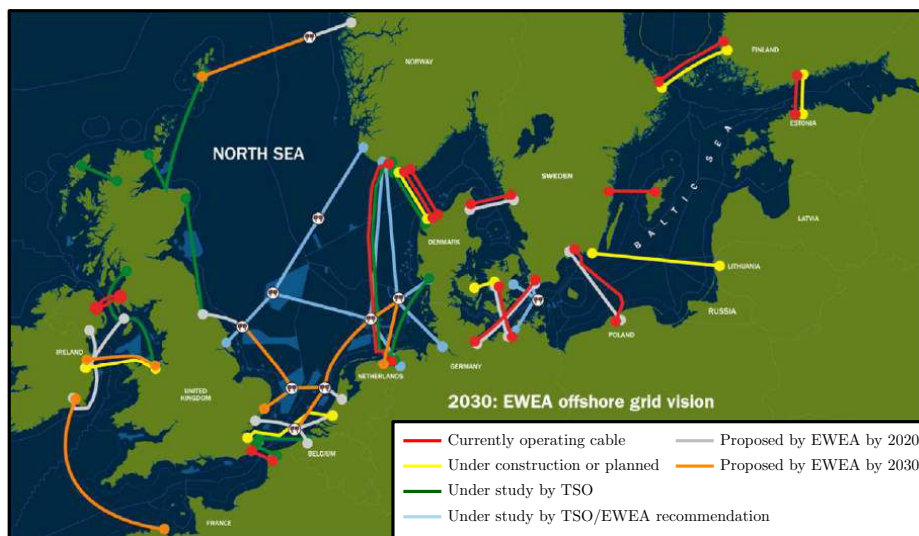 NORWAY
FINLAND
ESTONIA
NORTH SEA
SWEDEN
BALTIC SEA
LATVIA
DENMARK
LITHUANIA
RUSSIA
IRELAND
POLAND
UNITED
KINGDOM
NETHERLANDS
GERMANY
2030: EWEA offshore grid vision
BELGIUM
FRANCE
Currently operating cable
Under construction or planned
Under study by TSO
Under study by TSO/EWEA recommendation
Proposed by EWEA by 2020
Proposed by EWEA by 2030